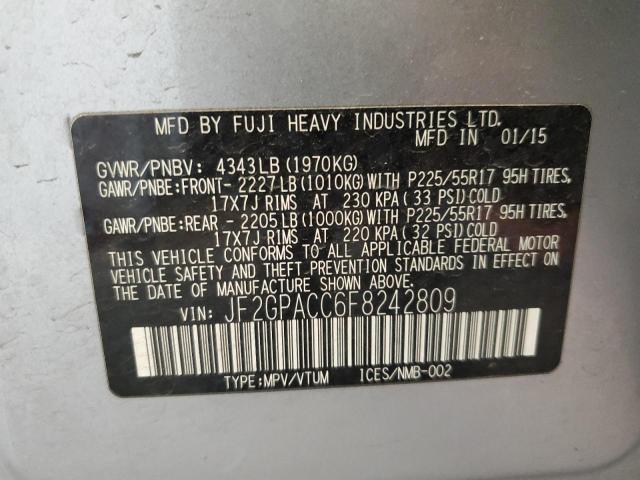 MFD BY FUJI HEAVY INDUSTRIES LTD.
MFD IN 01/15
GVWR/PNBV: 4343LB(1970KG)
GAWR/PNBE:FRONT- 2227LB(1010KG)WITH P225/55R17 95H TIRES,
17X7J RIMS AT 230 KPA(33 PSI)COLD
GAWR/PNBE:REAR - 2205LB(1000KG)WITH P225/55R17 95H TIRES,
17X7J RIMS AT 220 KPA(32 PSI)COLD
THIS VEHICLE CONFORMS TO ALL APPLICABLE FEDERAL MOTOR
VEHICLE SAFETY AND THEFT PREVENTION STANDARDS IN EFFECT ON
THE DATE OF MANUFACTURE SHOWN ABOVE.
VIN: JF2GPACC6F8242809
TYPE:MPV/VTUM ICES/NMB-002